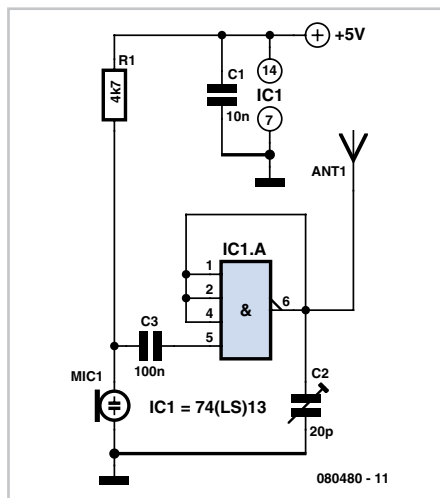 +5V
R1
4k7
C1
10n
14
IC1
7
ANT1
IC1.A
1
2
4
5
&
6
C3
100n
MIC1
C2
20p
IC1 = 74(LS)13
080480 - 11